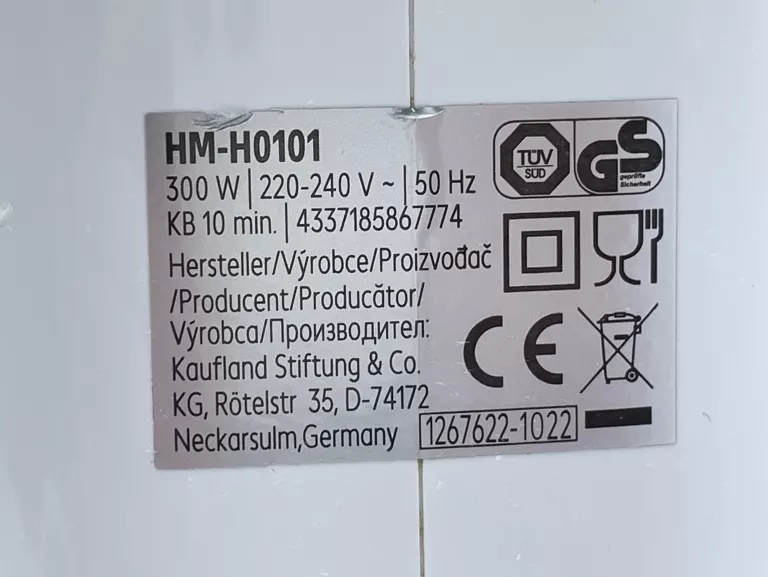 HM-H0101
300 W | 220-240 V ~ | 50 Hz
KB 10 min. | 4337185867774
Hersteller/Výrobce/Proizvođač
/Producent/Producător/
Výrobca/Производител:
Kaufland Stiftung & Co.
KG, Rötelstr 35, D-74172
Neckarsulm,Germany
1267622-1022
TÜV
SÜD
GS
geprüfte
Sicherheit
CE